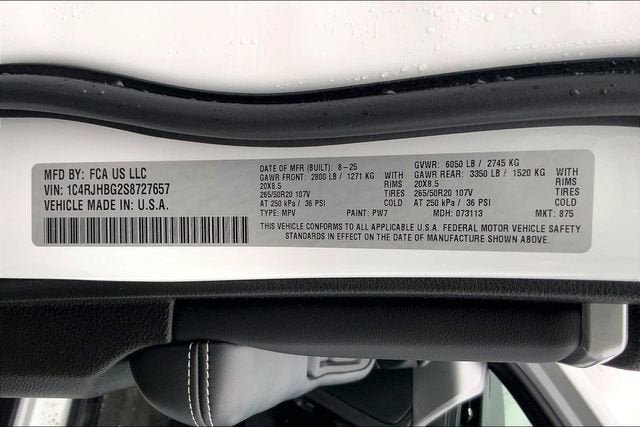 MFD BY: FCA US LLC
VIN: 1C4RJHBG2S8727657
VEHICLE MADE IN: U.S.A.
DATE OF MFR (BUILT): 8-25
GAWR FRONT: 2800 LB / 1271 KG WITH
20X8.5 RIMS
265/50R20 107V TIRES
AT 250 kPa / 36 PSI COLD
TYPE: MPV PAINT: PW7
GVWR: 6050 LB / 2745 KG
GAWR REAR: 3350 LB / 1520 KG WITH
20X8.5 RIMS
265/50R20 107V TIRES
AT 250 kPa / 36 PSI COLD
MDH: 073113 MKT: 875
THIS VEHICLE CONFORMS TO ALL APPLICABLE U.S.A. FEDERAL MOTOR VEHICLE SAFETY
STANDARDS IN EFFECT ON THE DATE OF MANUFACTURE SHOWN ABOVE.